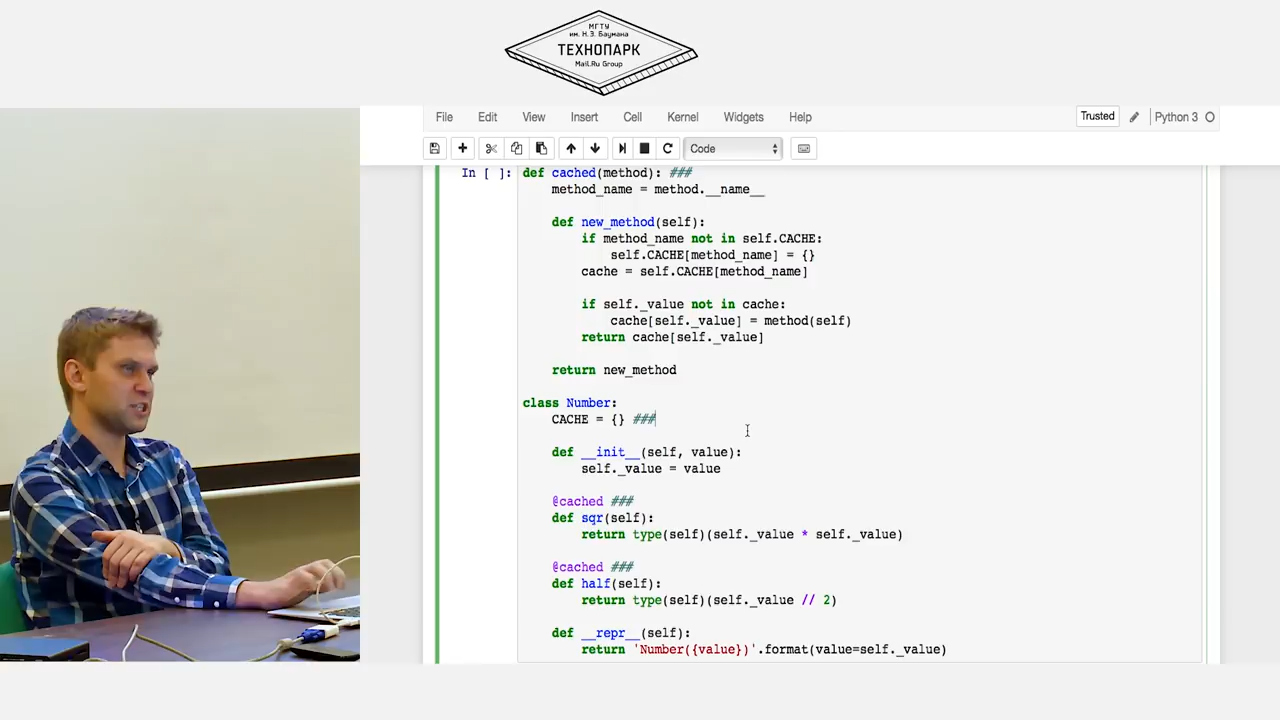 МГТУ
им. Н.Э. Баумана
ТЕХНОПАРК
Mail.Ru Group
File Edit View Insert Cell Kernel Widgets Help Trusted Python 3
Code
In [ ]: def cached(method): ###
    method_name = method.__name__
    def new_method(self):
        if method_name not in self.CACHE:
            self.CACHE[method_name] = {}
        cache = self.CACHE[method_name]
        if self._value not in cache:
            cache[self._value] = method(self)
        return cache[self._value]
    return new_method
class Number:
    CACHE = {} ###
    def __init__(self, value):
        self._value = value
    @cached ###
    def sqr(self):
        return type(self)(self._value * self._value)
    @cached ###
    def half(self):
        return type(self)(self._value // 2)
    def __repr__(self):
        return 'Number({value})'.format(value=self._value)